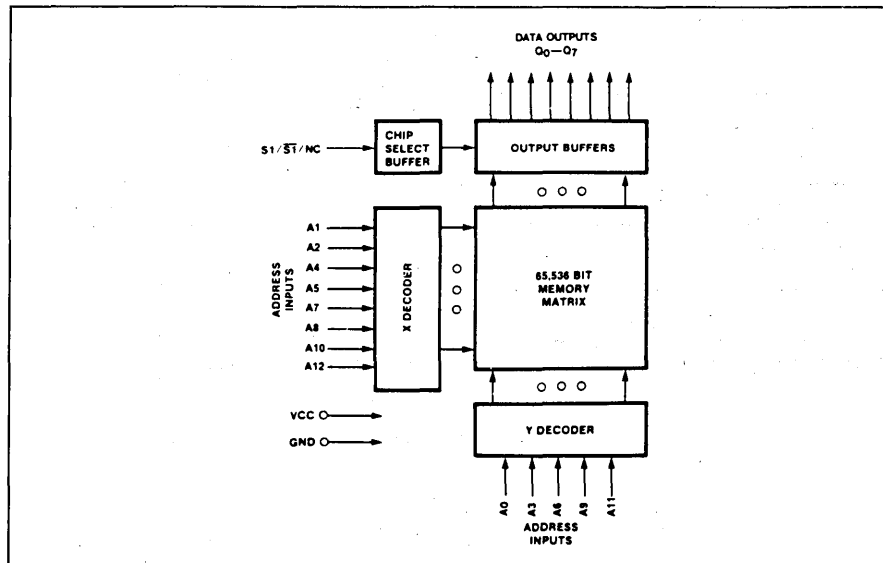 DATA OUTPUTS
Q0—Q7
CHIP
SELECT
BUFFER
S1/S̅1̅/NC
OUTPUT BUFFERS
ADDRESS
INPUTS
A1
A2
A4
A5
A7
A8
A10
A12
X DECODER
65,536 BIT
MEMORY
MATRIX
VCC
GND
Y DECODER
A0
A3
A6
A9
A11
ADDRESS
INPUTS